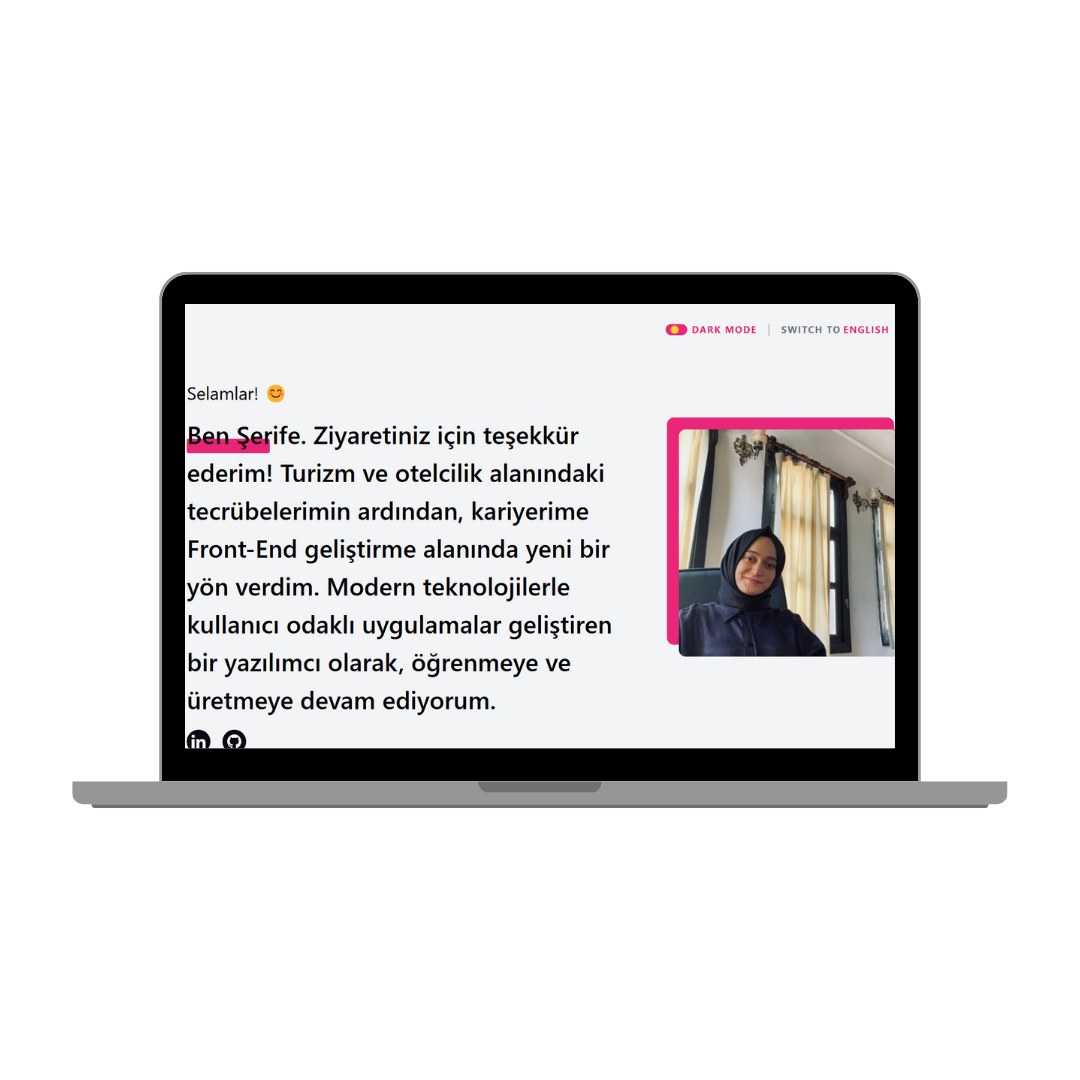 DARK MODE | SWITCH TO ENGLISH
Selamlar! 😊
Ben Şerife. Ziyaretiniz için teşekkür
ederim! Turizm ve otelcilik alanındaki
tecrübelerimin ardından, kariyerime
Front-End geliştirme alanında yeni bir
yön verdim. Modern teknolojilerle
kullanıcı odaklı uygulamalar geliştiren
bir yazılımcı olarak, öğrenmeye ve
üretmeye devam ediyorum.
in